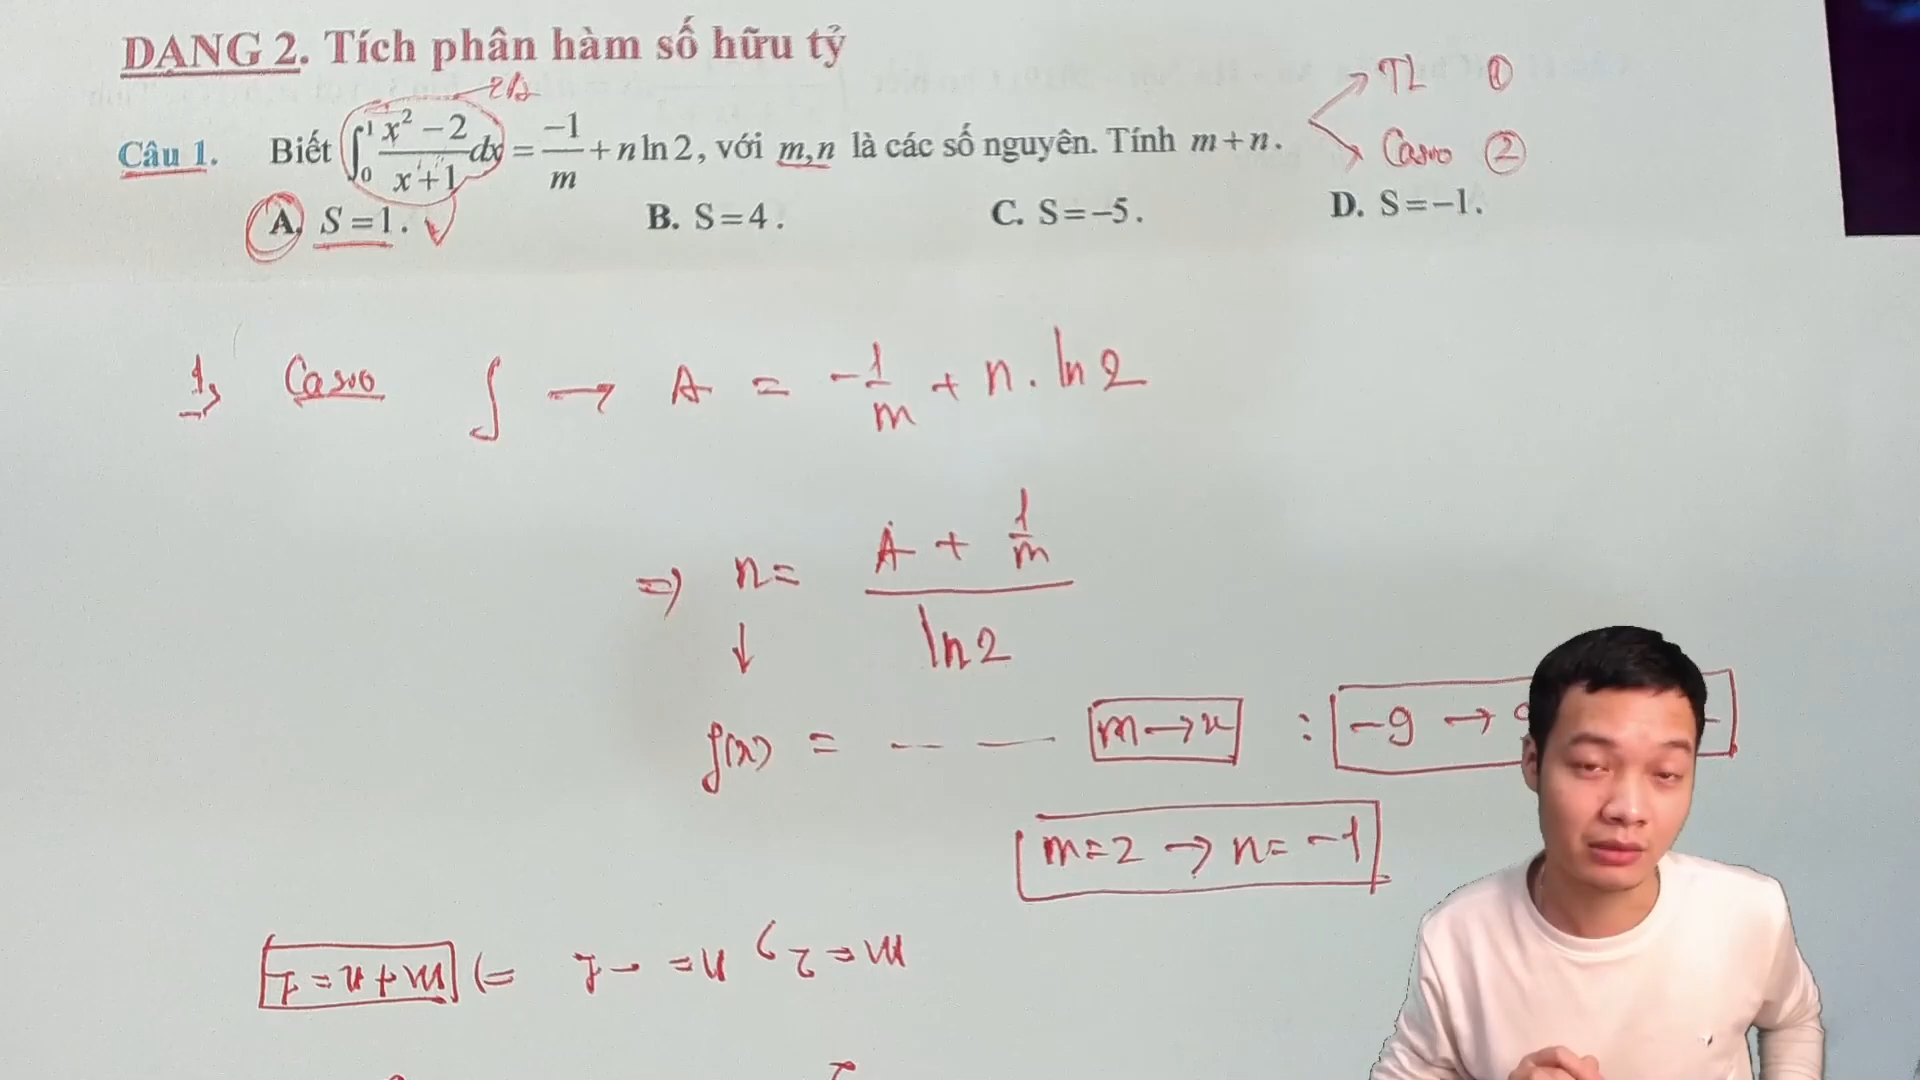 DẠNG 2. Tích phân hàm số hữu tỷ
Câu 1. Biết ∫₀¹ (x² − 2)/(x + 1) dx = −1/m + n ln 2, với m, n là các số nguyên. Tính m + n.
TL ①
Casio ②
A. S = 1. B. S = 4. C. S = −5. D. S = −1.
1, Casio ∫ → A = −1/m + n. ln 2
⇒ n = (A + 1/m)/ln 2
↓
f(x) = — — m → x : −9 →
m = 2 → n = −1
m = 2, n = −1 ⇒ m + n = 1